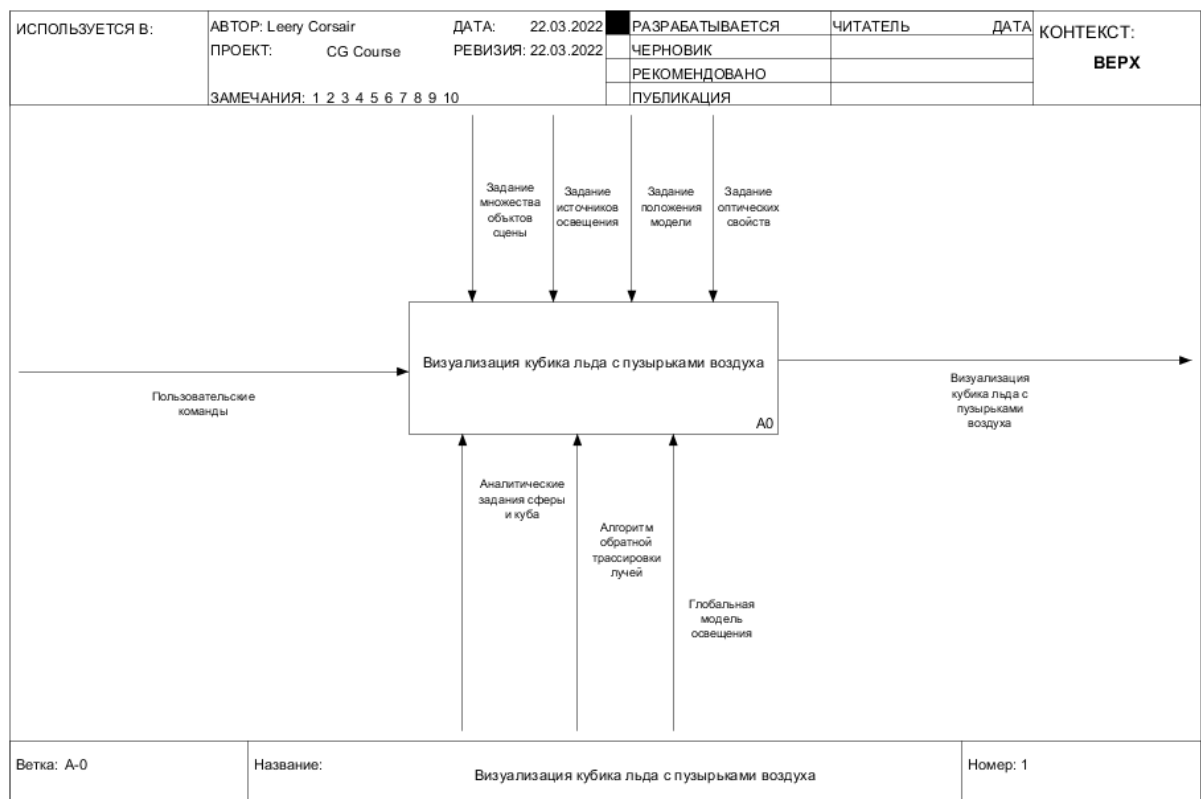 ИСПОЛЬЗУЕТСЯ В:
АВТОР: Leery Corsair
ДАТА: 22.03.2022
ПРОЕКТ: CG Course
РЕВИЗИЯ: 22.03.2022
ЗАМЕЧАНИЯ: 1 2 3 4 5 6 7 8 9 10
РАЗРАБАТЫВАЕТСЯ
ЧЕРНОВИК
РЕКОМЕНДОВАНО
ПУБЛИКАЦИЯ
ЧИТАТЕЛЬ ДАТА
КОНТЕКСТ:
ВЕРХ
Задание
множества
объктов
сцены
Задание
источников
освещения
Задание
положения
модели
Задание
оптических
свойств
Визуализация кубика льда с пузырьками воздуха
A0
Пользовательские
команды
Визуализация
кубика льда с
пузырьками
воздуха
Аналитические
задания сферы
и куба
Алгоритм
обратной
трассировки
лучей
Глобальная
модель
освещения
Ветка: A-0
Название:
Визуализация кубика льда с пузырьками воздуха
Номер: 1